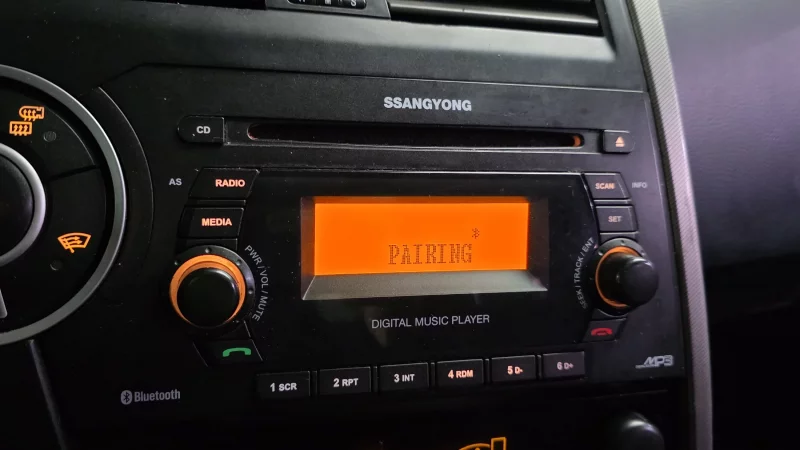 SSANGYONG
CD
AS
RADIO
SCAN
INFO
MEDIA
SET
PAIRING
PWR / VOL / MUTE
SEEK / TRACK / ENT
DIGITAL MUSIC PLAYER
1 SCR
2 RPT
3 INT
4 RDM
5 D-
6 D+
MP3
Bluetooth